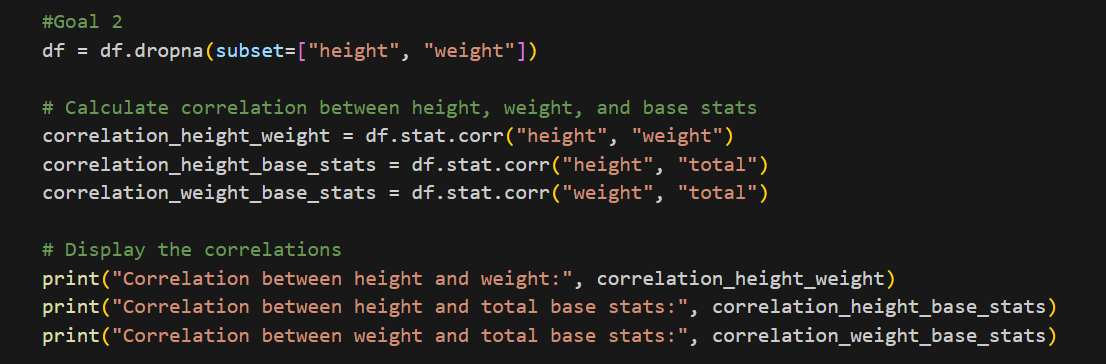 #Goal 2
df = df.dropna(subset=["height", "weight"])
# Calculate correlation between height, weight, and base stats
correlation_height_weight = df.stat.corr("height", "weight")
correlation_height_base_stats = df.stat.corr("height", "total")
correlation_weight_base_stats = df.stat.corr("weight", "total")
# Display the correlations
print("Correlation between height and weight:", correlation_height_weight)
print("Correlation between height and total base stats:", correlation_height_base_stats)
print("Correlation between weight and total base stats:", correlation_weight_base_stats)